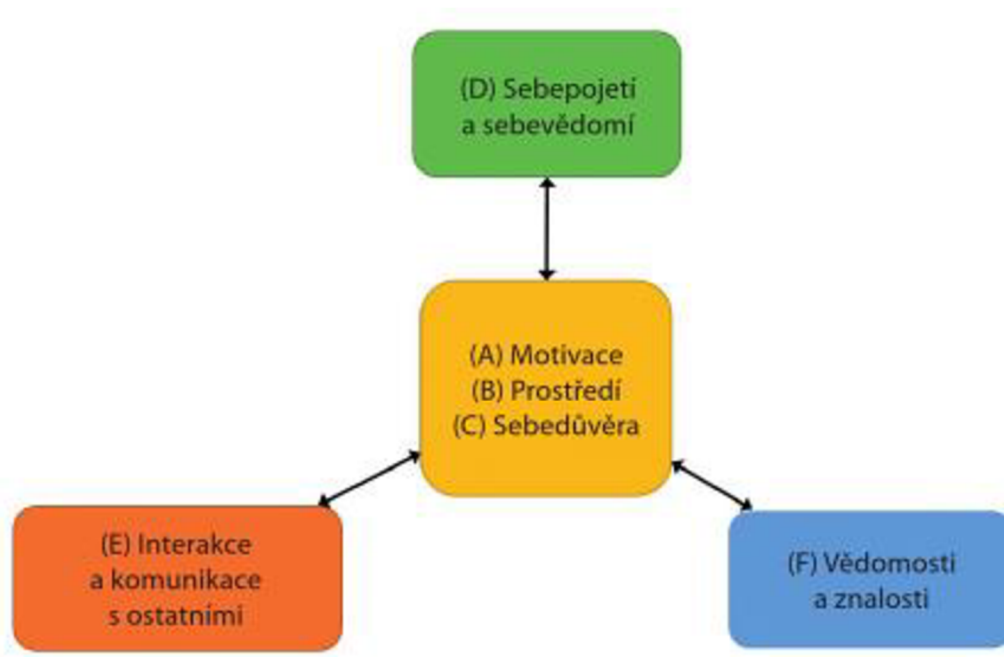 (D) Sebepojetí
a sebevědomí
(A) Motivace
(B) Prostředí
(C) Sebedůvěra
(E) Interakce
a komunikace
s ostatními
(F) Vědomosti
a znalosti